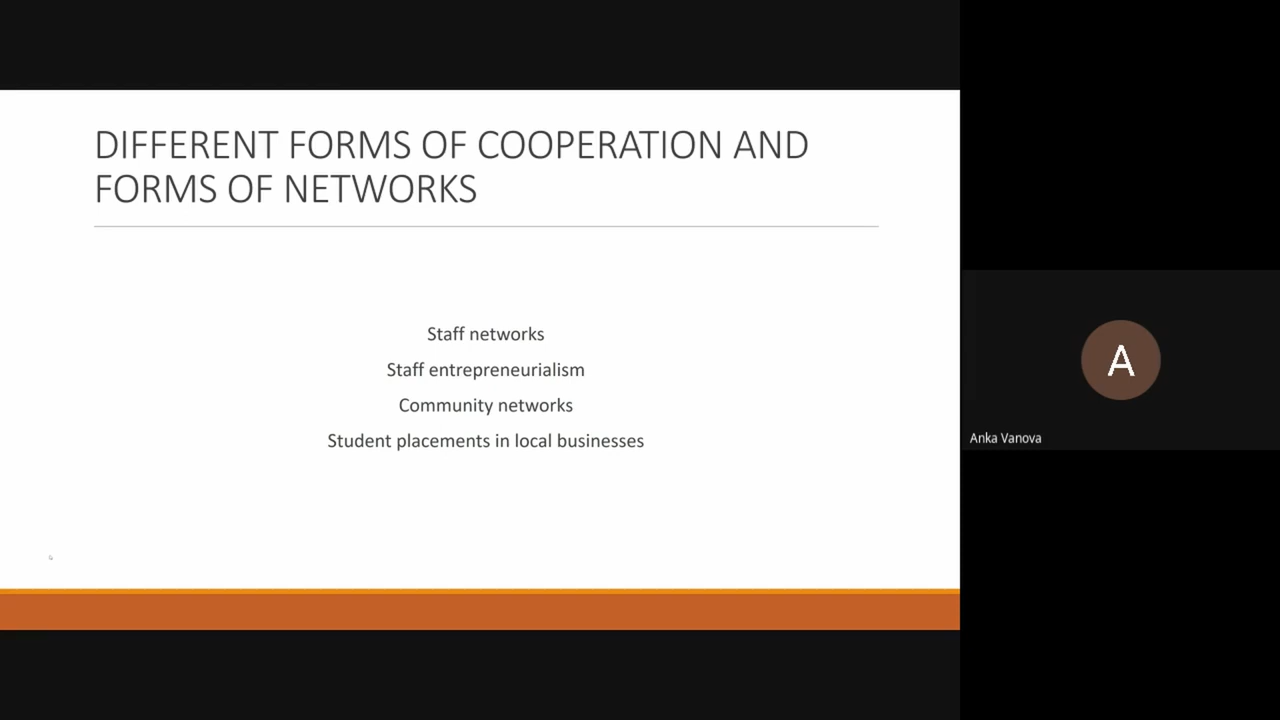 DIFFERENT FORMS OF COOPERATION AND
FORMS OF NETWORKS
Staff networks
Staff entrepreneurialism
Community networks
Student placements in local businesses
A
Anka Vanova